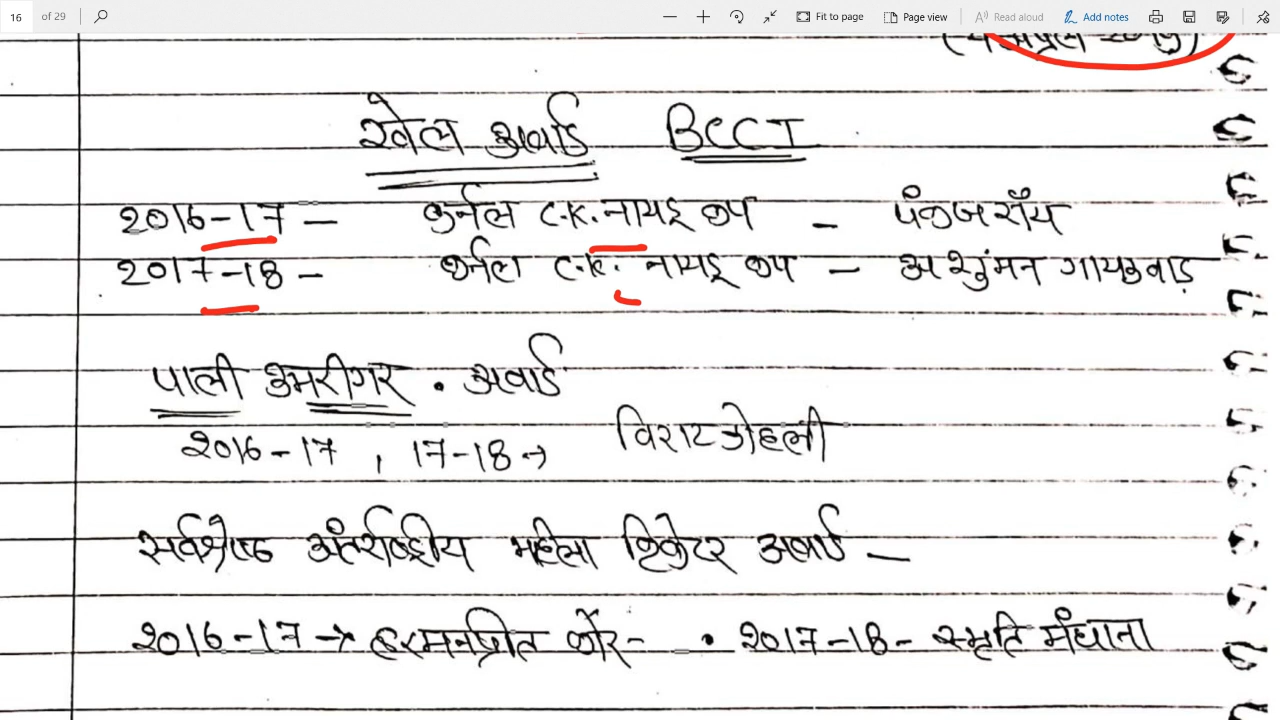 16 of 29 Fit to page Page view Read aloud Add notes
खेल अवार्ड BCCI
2016-17 - कर्नल C.K. नायडू कप - पंकज रॉय
2017-18 - कर्नल C.K. नायडू कप - अशुंमन गायकवाड़
पाली उमरीगर . अवार्ड
2016-17 , 17-18 → विराट कोहली
सर्वश्रेष्ठ अंतर्राष्ट्रीय महिला क्रिकेटर अवार्ड -
2016-17 → हरमनप्रीत कौर - • 2017-18 - स्मृति मंधाना